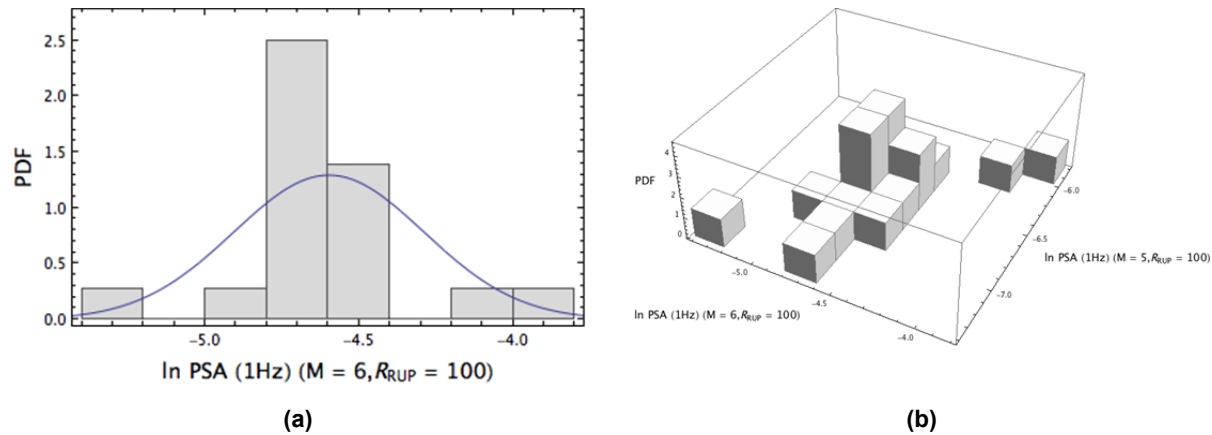 2.5
2.0
1.5
1.0
0.5
0.0
PDF
-5.0
-4.5
-4.0
ln PSA (1Hz) (M = 6,RRUP = 100)
(a)
4
3
2
1
0
PDF
-5.0
-4.5
-4.0
ln PSA (1Hz) (M = 6,RRUP = 100)
-6.0
-6.5
-7.0
ln PSA (1Hz) (M = 5,RRUP = 100)
(b)